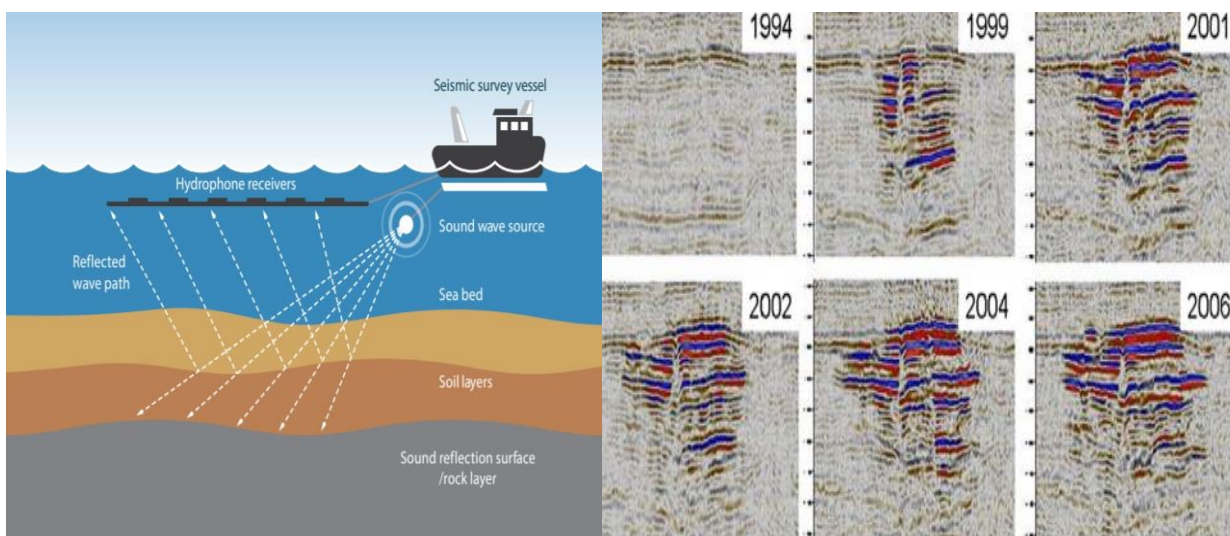 Seismic survey vessel
Hydrophone receivers
Sound wave source
Reflected
wave path
Sea bed
Soil layers
Sound reflection surface
/rock layer
1994
1999
2001
2002
2004
2006